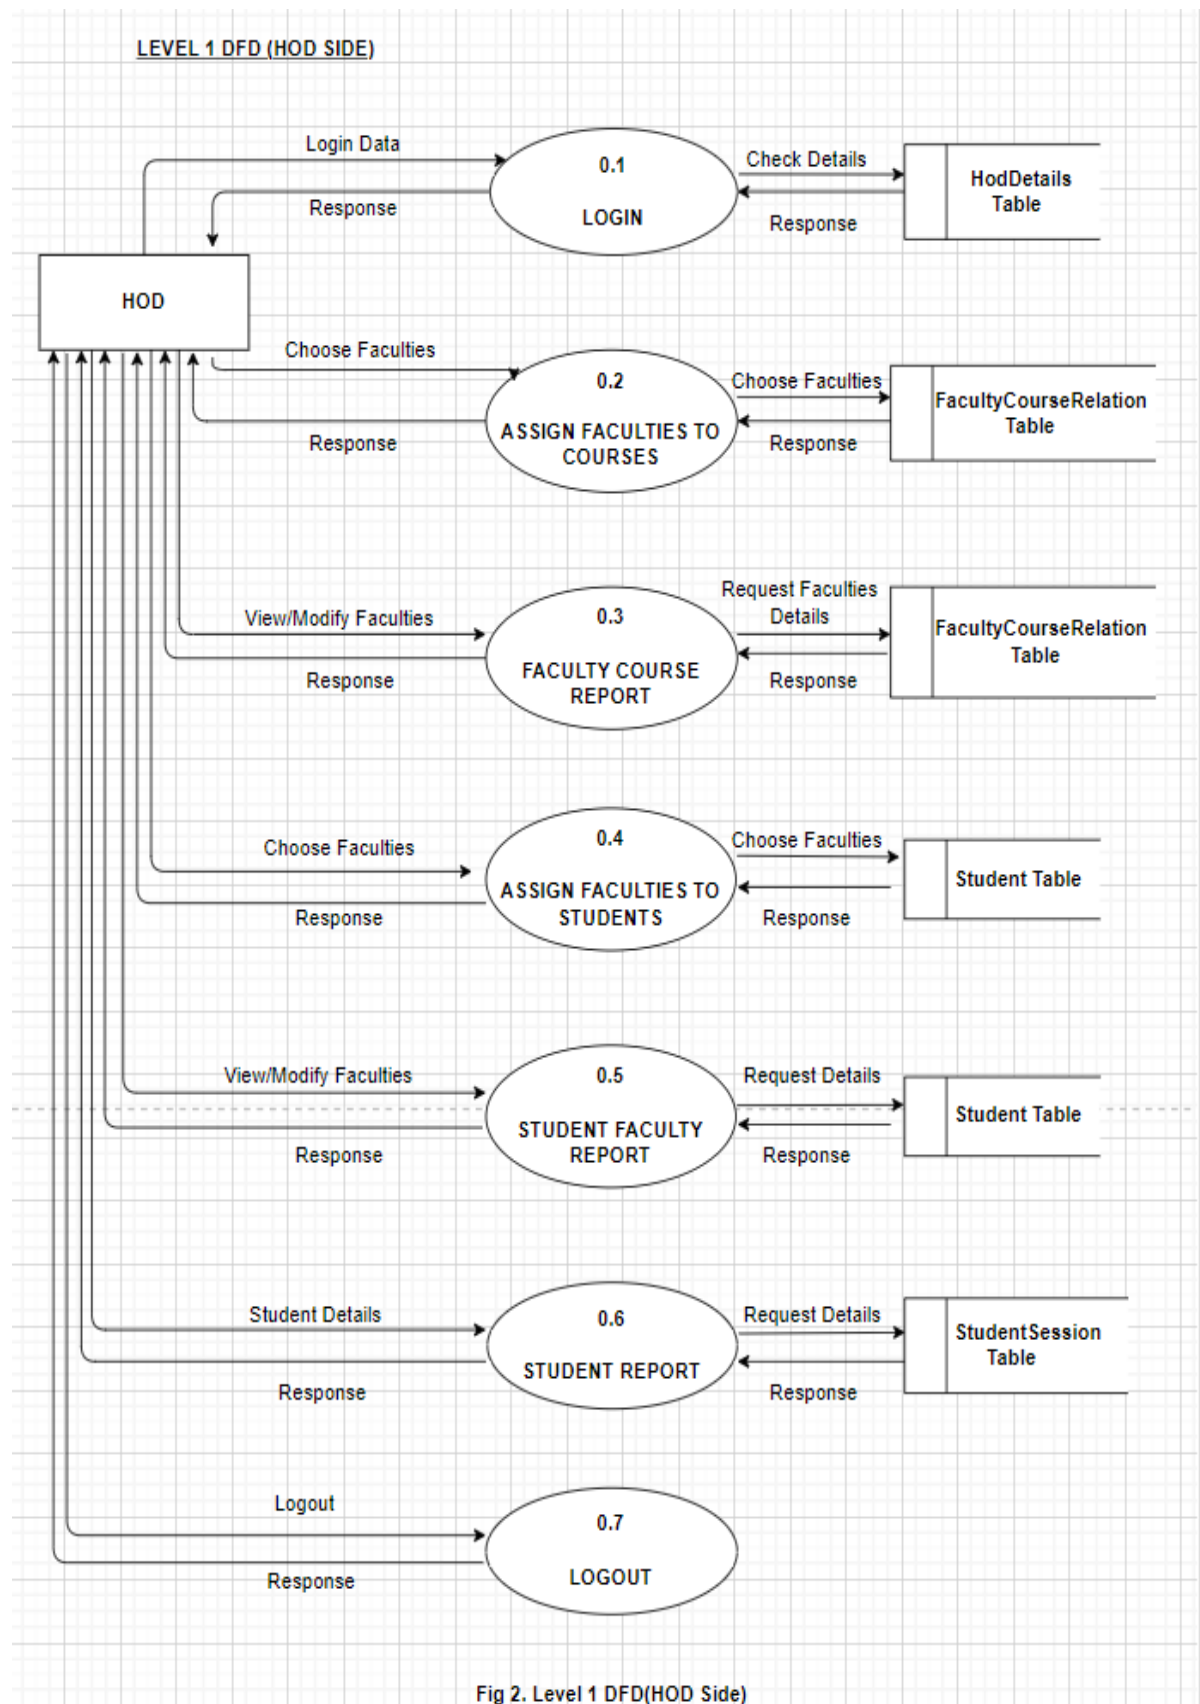 LEVEL 1 DFD (HOD SIDE)
Login Data
0.1
LOGIN
Response
Check Details
Response
HodDetails
Table
HOD
Choose Faculties
Response
0.2
ASSIGN FACULTIES TO
COURSES
Choose Faculties
Response
FacultyCourseRelation
Table
View/Modify Faculties
Response
0.3
FACULTY COURSE
REPORT
Request Faculties
Details
Response
FacultyCourseRelation
Table
Choose Faculties
Response
0.4
ASSIGN FACULTIES TO
STUDENTS
Choose Faculties
Response
Student Table
View/Modify Faculties
Response
0.5
STUDENT FACULTY
REPORT
Request Details
Response
Student Table
Student Details
Response
0.6
STUDENT REPORT
Request Details
Response
StudentSession
Table
Logout
Response
0.7
LOGOUT
Fig 2. Level 1 DFD(HOD Side)